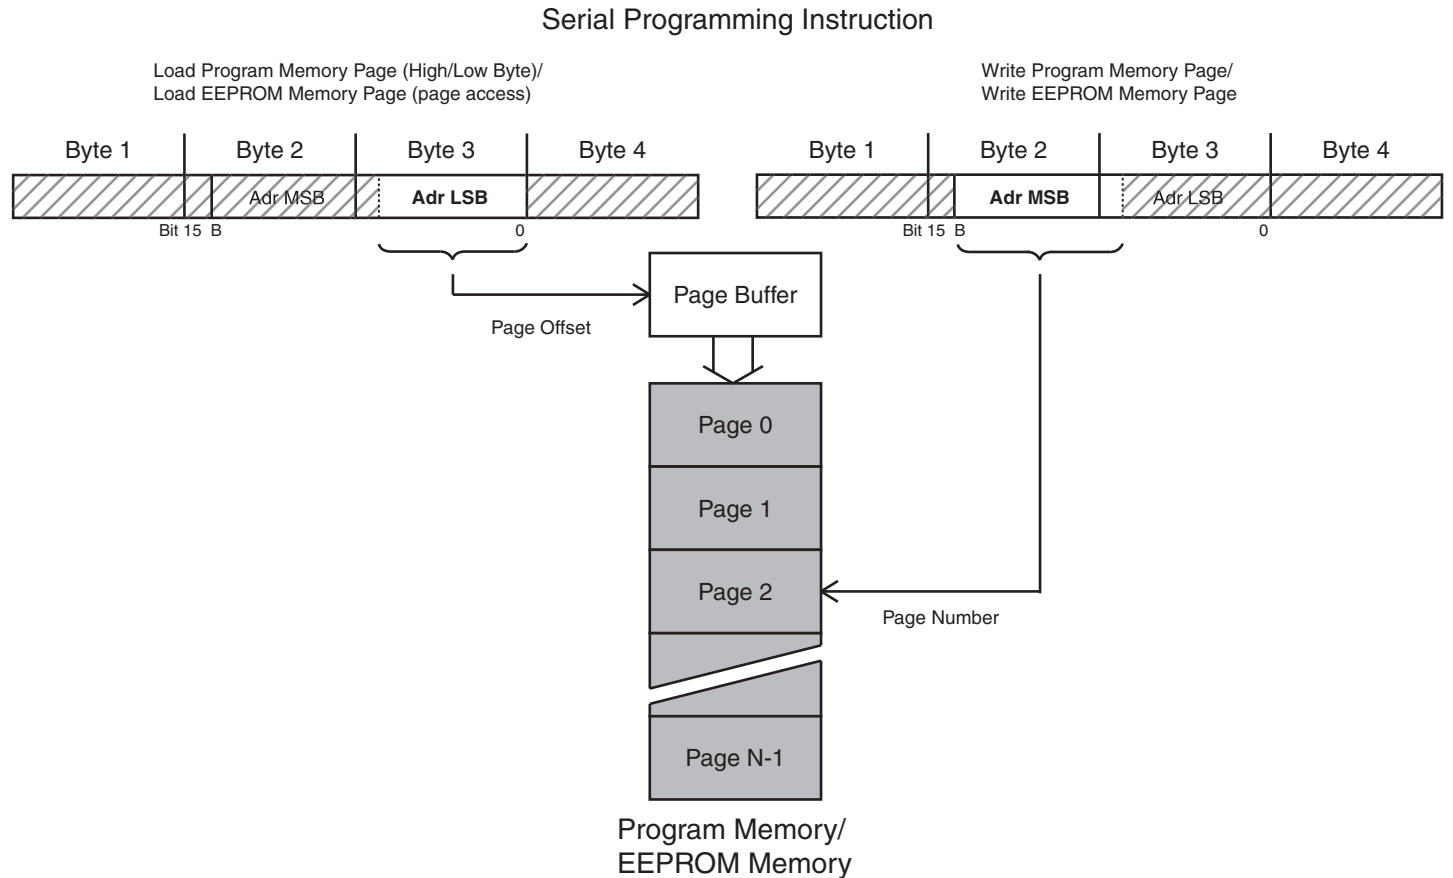 Serial Programming Instruction
Load Program Memory Page (High/Low Byte)/
Load EEPROM Memory Page (page access)
Write Program Memory Page/
Write EEPROM Memory Page
Byte 1 Byte 2 Byte 3 Byte 4
Adr MSB Adr LSB
Bit 15 B 0
Byte 1 Byte 2 Byte 3 Byte 4
Adr MSB Adr LSB
Bit 15 B 0
Page Buffer
Page Offset
Page 0
Page 1
Page 2
Page Number
Page N-1
Program Memory/
EEPROM Memory